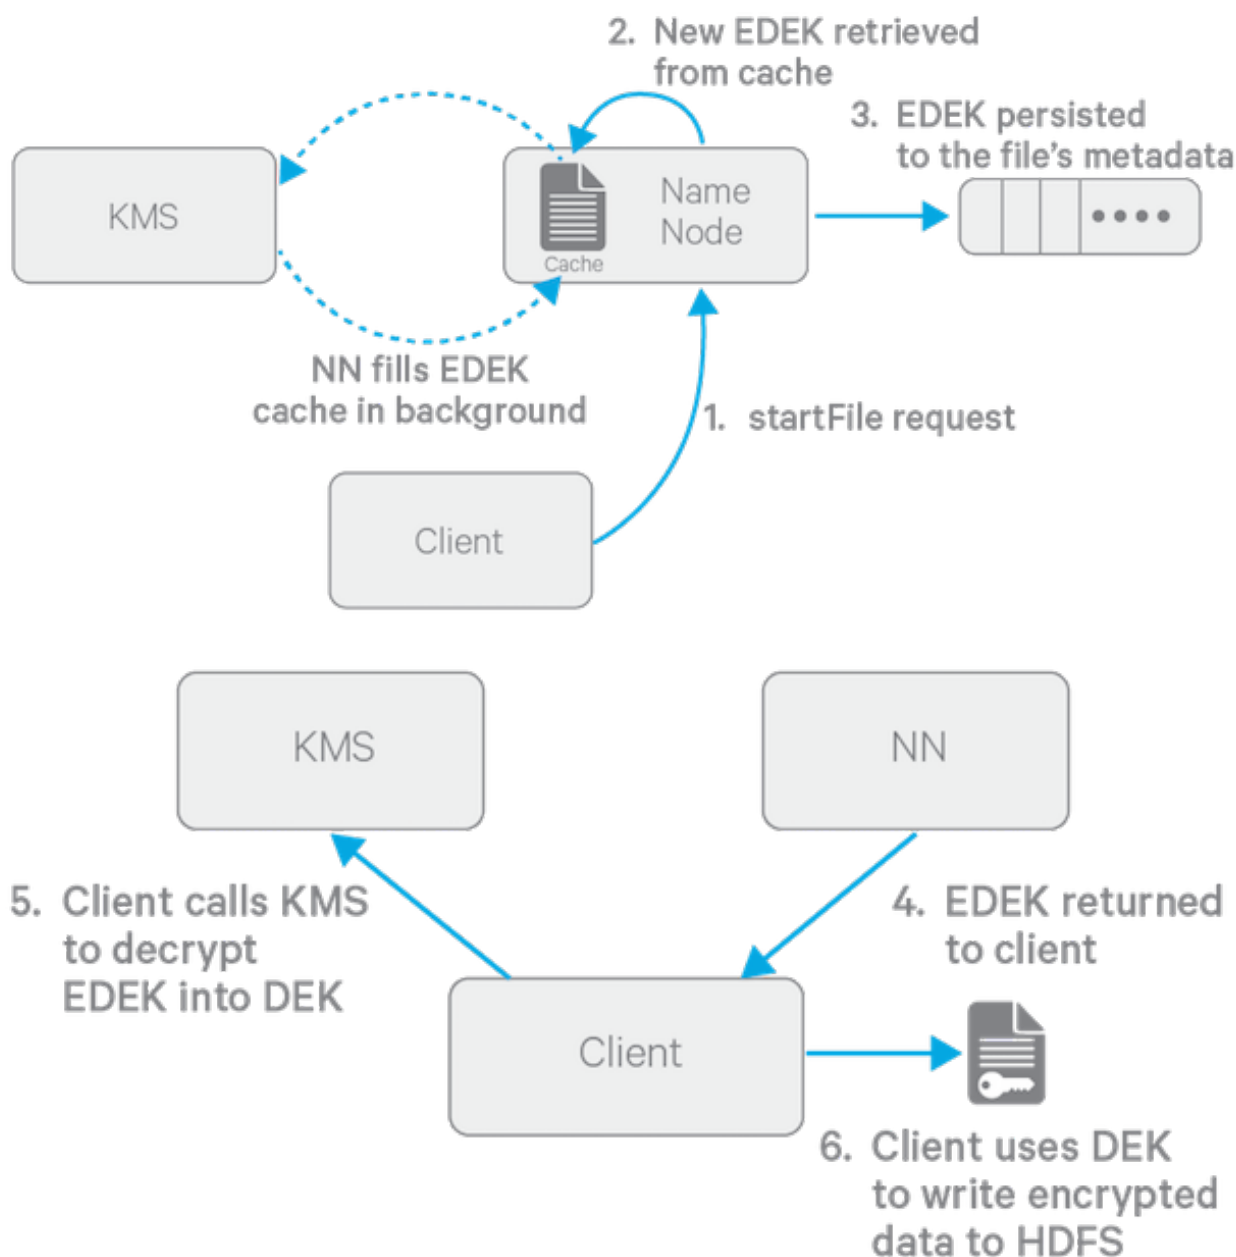 2. New EDEK retrieved
from cache
3. EDEK persisted
to the file's metadata
KMS
Name
Node
Cache
NN fills EDEK
cache in background
1. startFile request
Client
KMS
NN
5. Client calls KMS
to decrypt
EDEK into DEK
4. EDEK returned
to client
Client
6. Client uses DEK
to write encrypted
data to HDFS